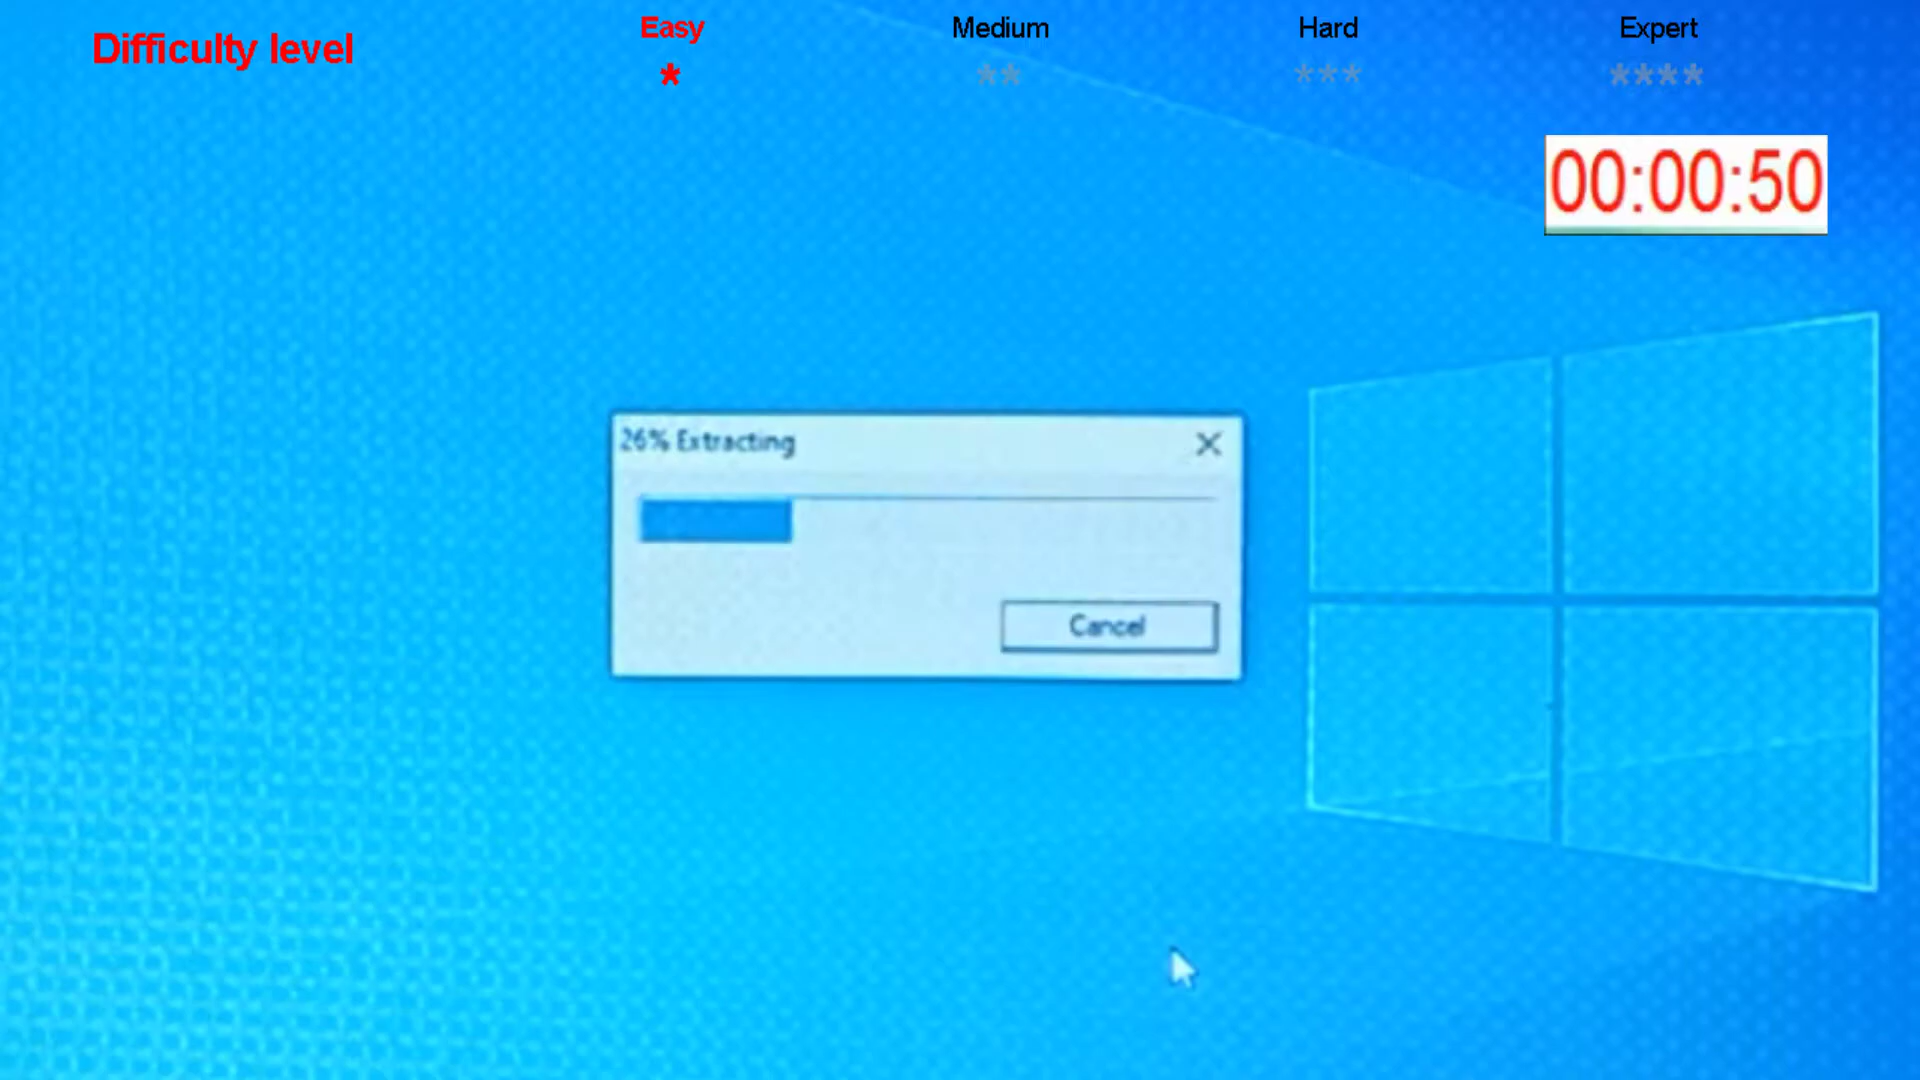 Difficulty level
Easy
*
Medium
**
Hard
***
Expert
****
00:00:50
26% Extracting
Cancel